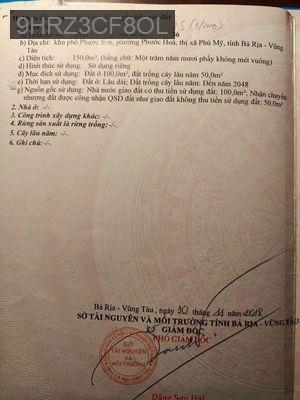 9HRZ3CF8OL
b) Địa chỉ: khu phố Phước Sơn, phường Phước Hoà, thị xã Phú Mỹ, tỉnh Bà Rịa - Vũng
Tàu
c) Diện tích: 150,0m², (bằng chữ: Một trăm năm mươi phẩy không mét vuông)
d) Hình thức sử dụng: Sử dụng riêng
đ) Mục đích sử dụng: Đất ở 100,0m², đất trồng cây lâu năm 50,0m²
e) Thời hạn sử dụng: Đất ở: Lâu dài; Đất trồng cây lâu năm: Đến năm 2048
g) Nguồn gốc sử dụng: Nhà nước giao đất có thu tiền sử dụng đất: 100,0m²; Nhận chuyển
nhượng đất được công nhận QSD đất như giao đất không thu tiền sử dụng đất: 50,0m²
2. Nhà ở: -/-
3. Công trình xây dựng khác: -/-
4. Rừng sản xuất là rừng trồng: -/-
5. Cây lâu năm: -/-
6. Ghi chú: -/-
Bà Rịa - Vũng Tàu, ngày 30 tháng 11 năm 2018
SỞ TÀI NGUYÊN VÀ MÔI TRƯỜNG TỈNH BÀ RỊA - VŨNG TÀU
GIÁM ĐỐC
PHÓ GIÁM ĐỐC
SỞ
TÀI NGUYÊN
VÀ MÔI TRƯỜNG
Đặng Sơn Hải